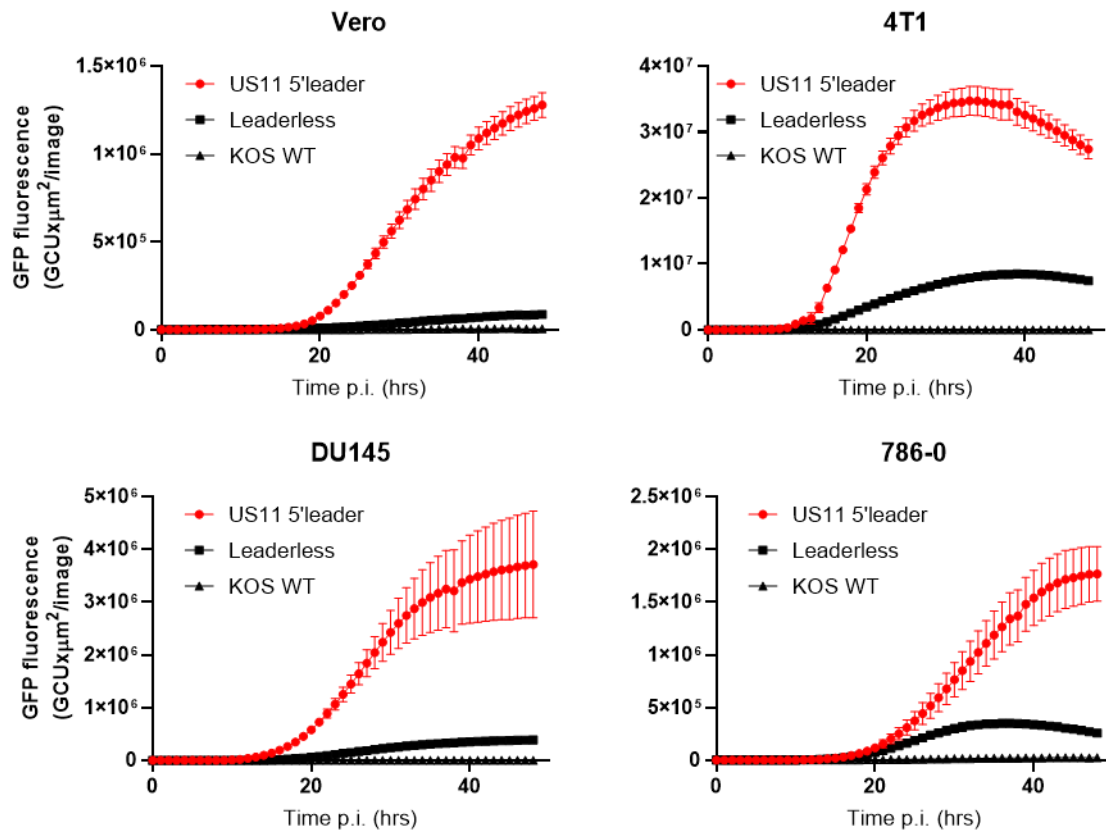 Vero
GFP fluorescence
(GCUxµm²/image)
1.5×10⁶
1×10⁶
5×10⁵
0
US11 5'leader
Leaderless
KOS WT
0 20 40
Time p.i. (hrs)
4T1
4×10⁷
3×10⁷
2×10⁷
1×10⁷
0
US11 5'leader
Leaderless
KOS WT
0 20 40
Time p.i. (hrs)
DU145
GFP fluorescence
(GCUxµm²/image)
5×10⁶
4×10⁶
3×10⁶
2×10⁶
1×10⁶
0
US11 5'leader
Leaderless
KOS WT
0 20 40
Time p.i. (hrs)
786-0
2.5×10⁶
2×10⁶
1.5×10⁶
1×10⁶
5×10⁵
0
US11 5'leader
Leaderless
KOS WT
0 20 40
Time p.i. (hrs)